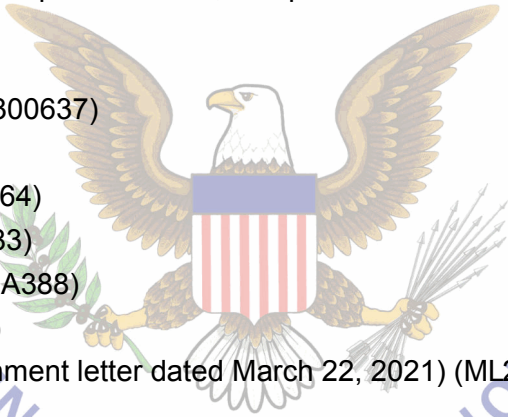 300637)
64)
33)
A388)
)
nment letter dated March 22, 2021) (ML2